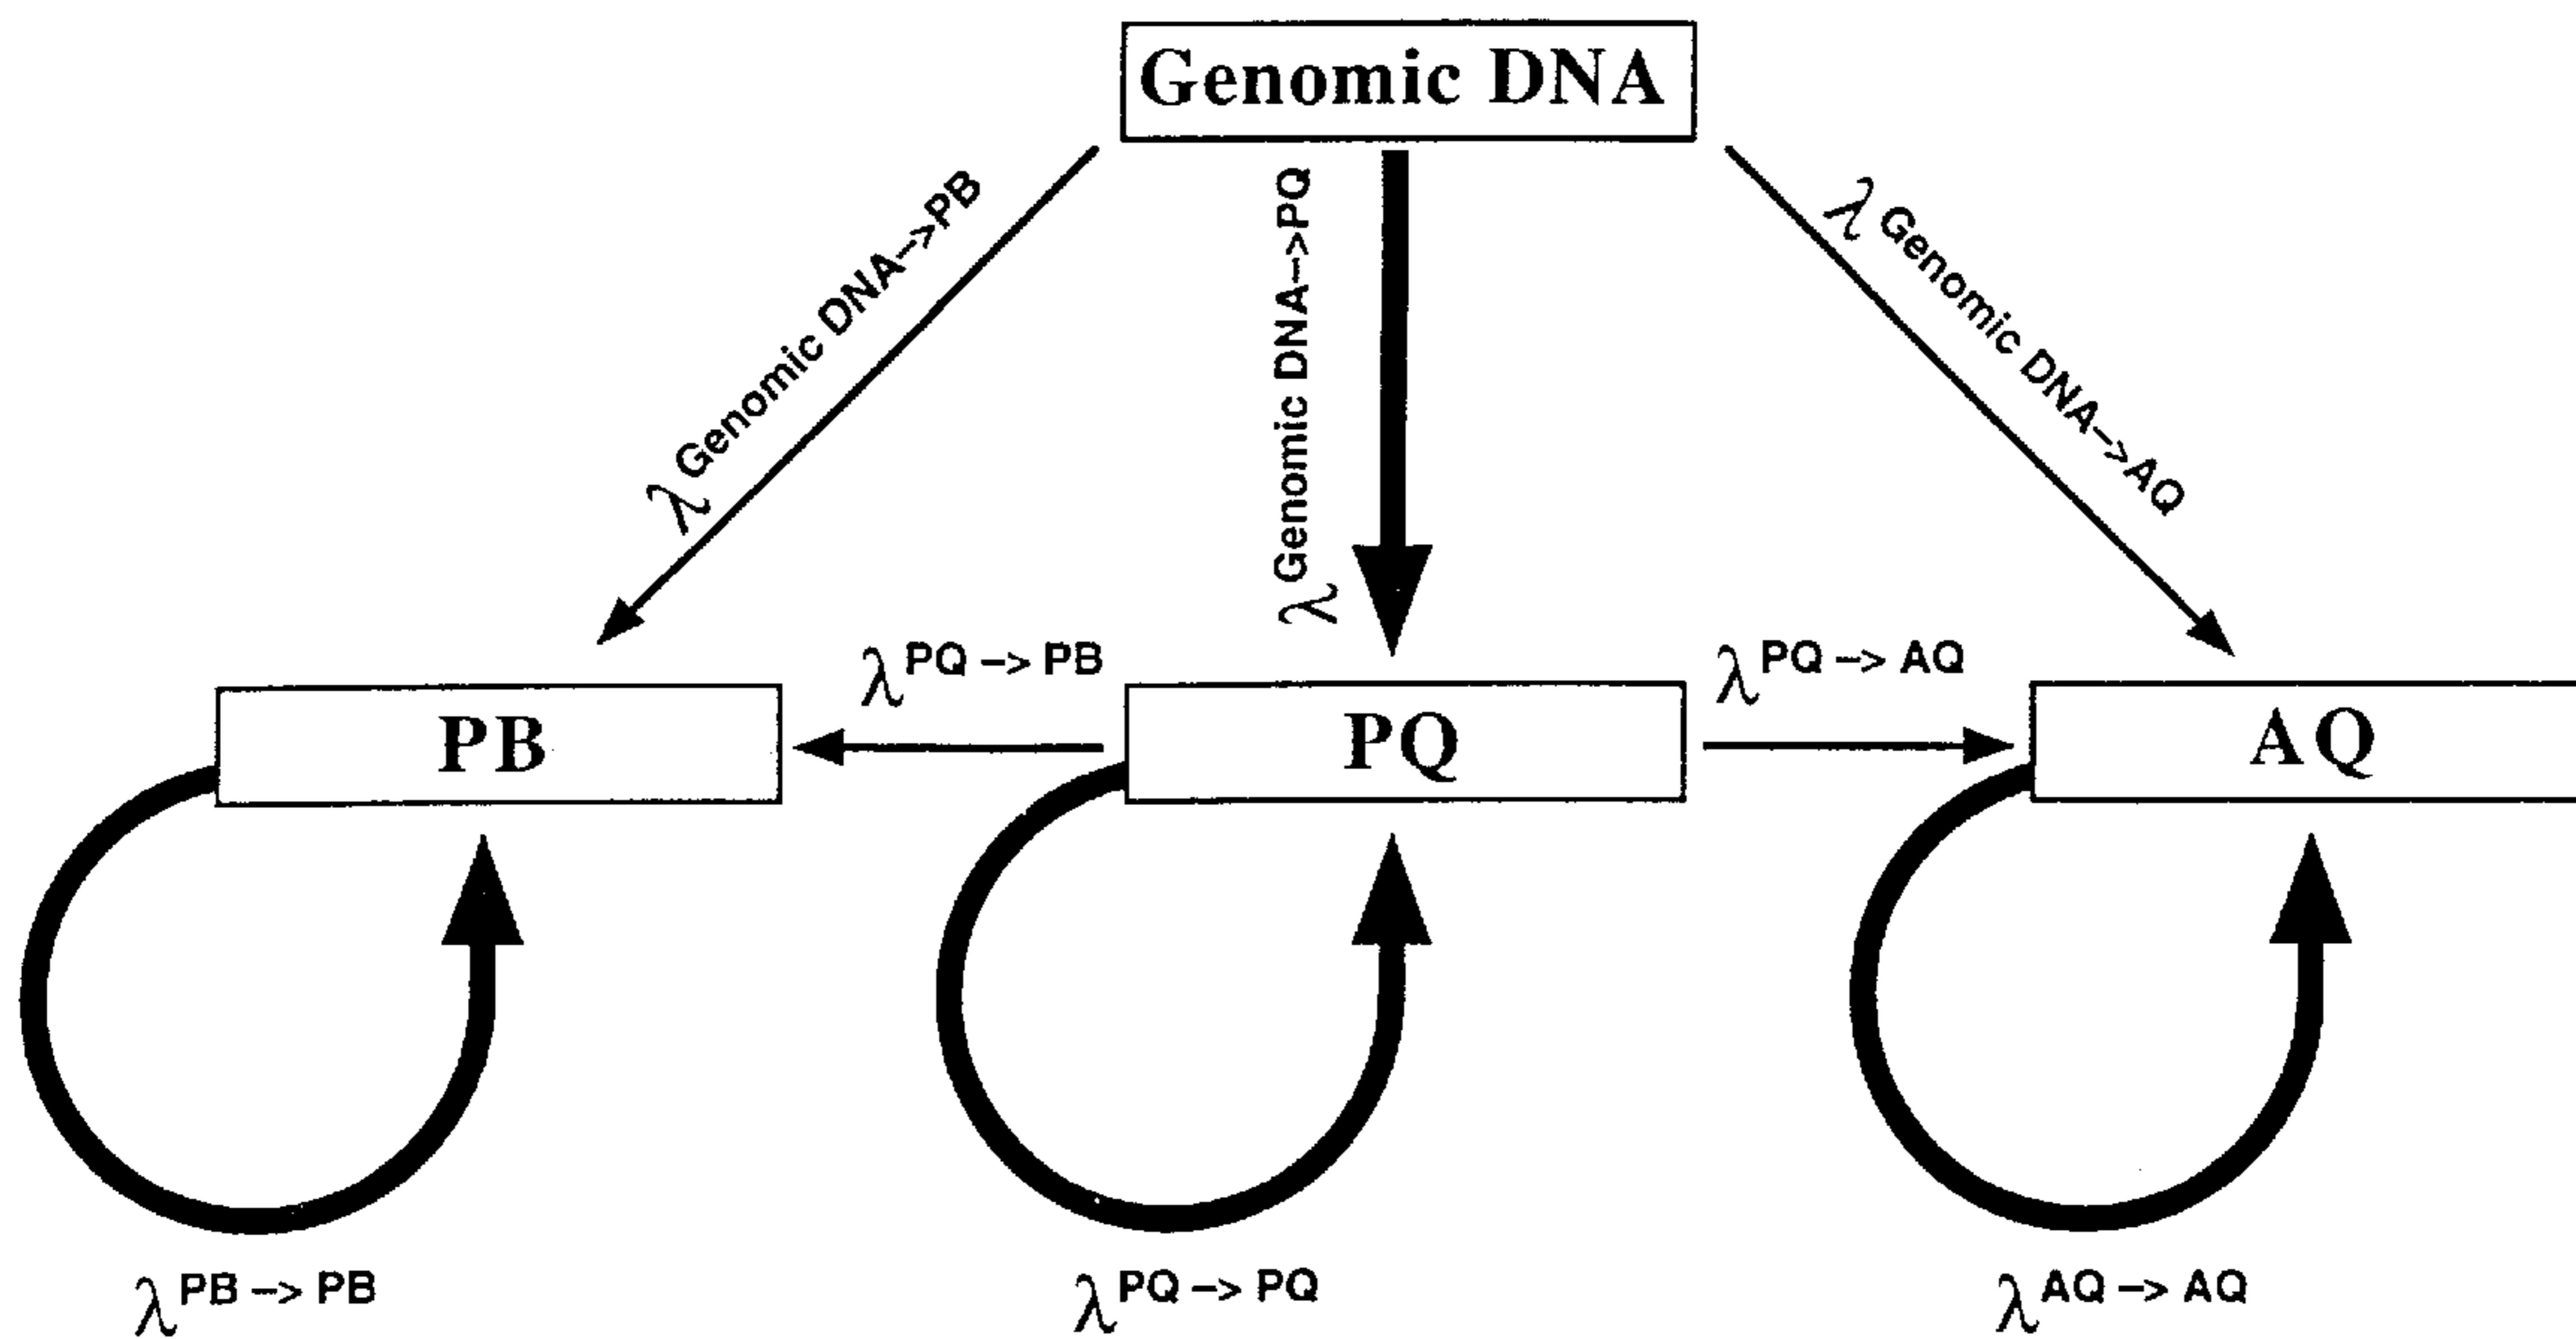 Genomic DNA
λ Genomic DNA–>PB
λ Genomic DNA–>PQ
λ Genomic DNA–>AQ
λ PQ –> PB
λ PQ –> AQ
PB
PQ
AQ
λ PB –> PB
λ PQ –> PQ
λ AQ –> AQ